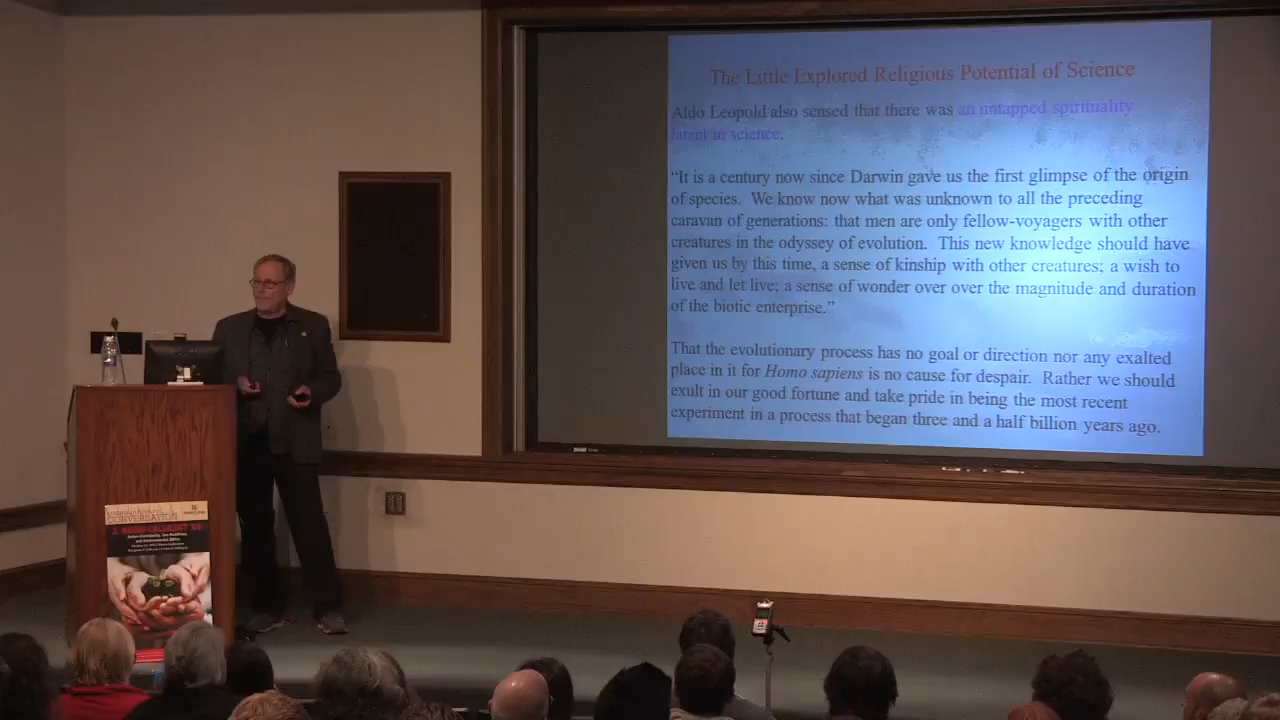 The Little Explored Religious Potential of Science
Aldo Leopold also sensed that there was an untapped spirituality
latent in science.
“It is a century now since Darwin gave us the first glimpse of the origin
of species. We know now what was unknown to all the preceding
caravan of generations: that men are only fellow-voyagers with other
creatures in the odyssey of evolution. This new knowledge should have
given us by this time, a sense of kinship with other creatures; a wish to
live and let live; a sense of wonder over over the magnitude and duration
of the biotic enterprise.”
That the evolutionary process has no goal or direction nor any exalted
place in it for Homo sapiens is no cause for despair. Rather we should
exult in our good fortune and take pride in being the most recent
experiment in a process that began three and a half billion years ago.
CONVERSATION
J. BAIRD CALLICOTT
and Environmental Ethics